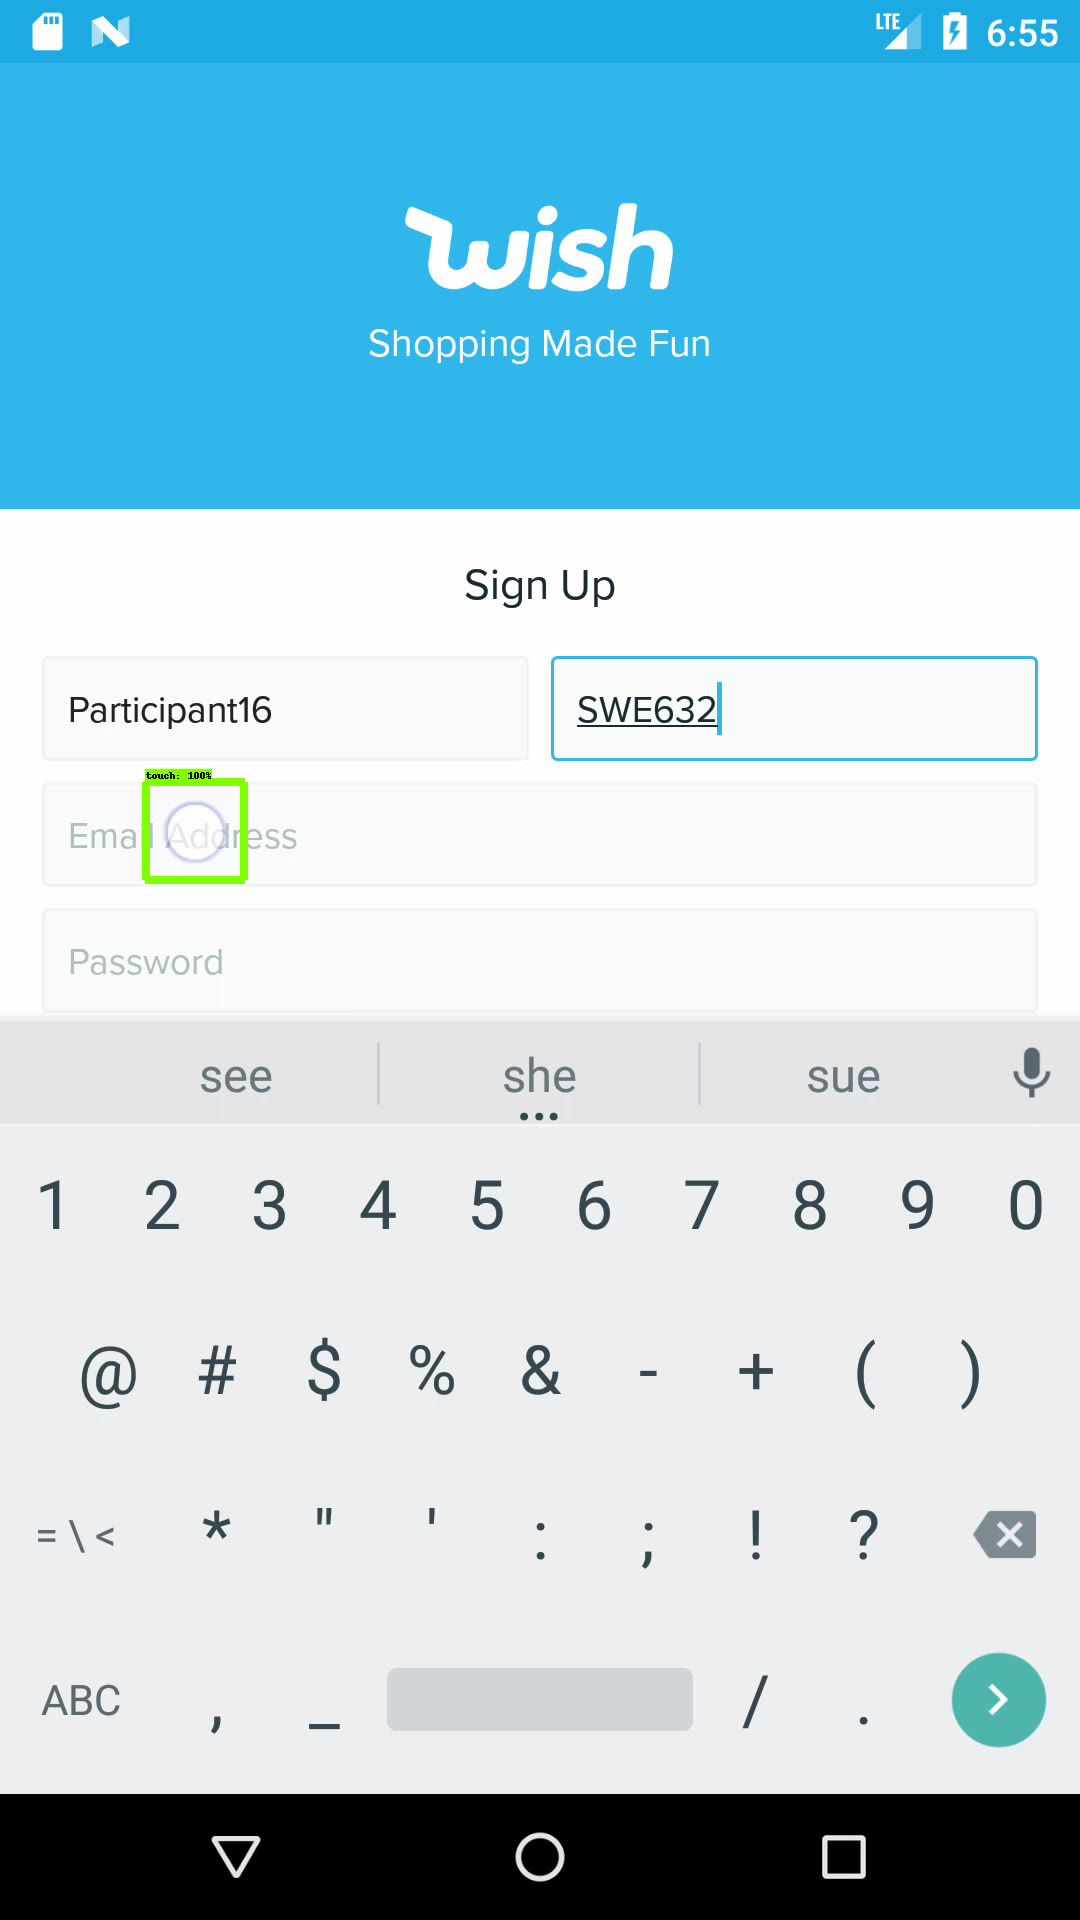 LTE 6:55
wish
Shopping Made Fun
Sign Up
Participant16 SWE632
touch: 100%
Email Address
Password
see she sue
1 2 3 4 5 6 7 8 9 0
@ # $ % & - + ( )
= \ < * " ' : ; ! ?
ABC , _ / .